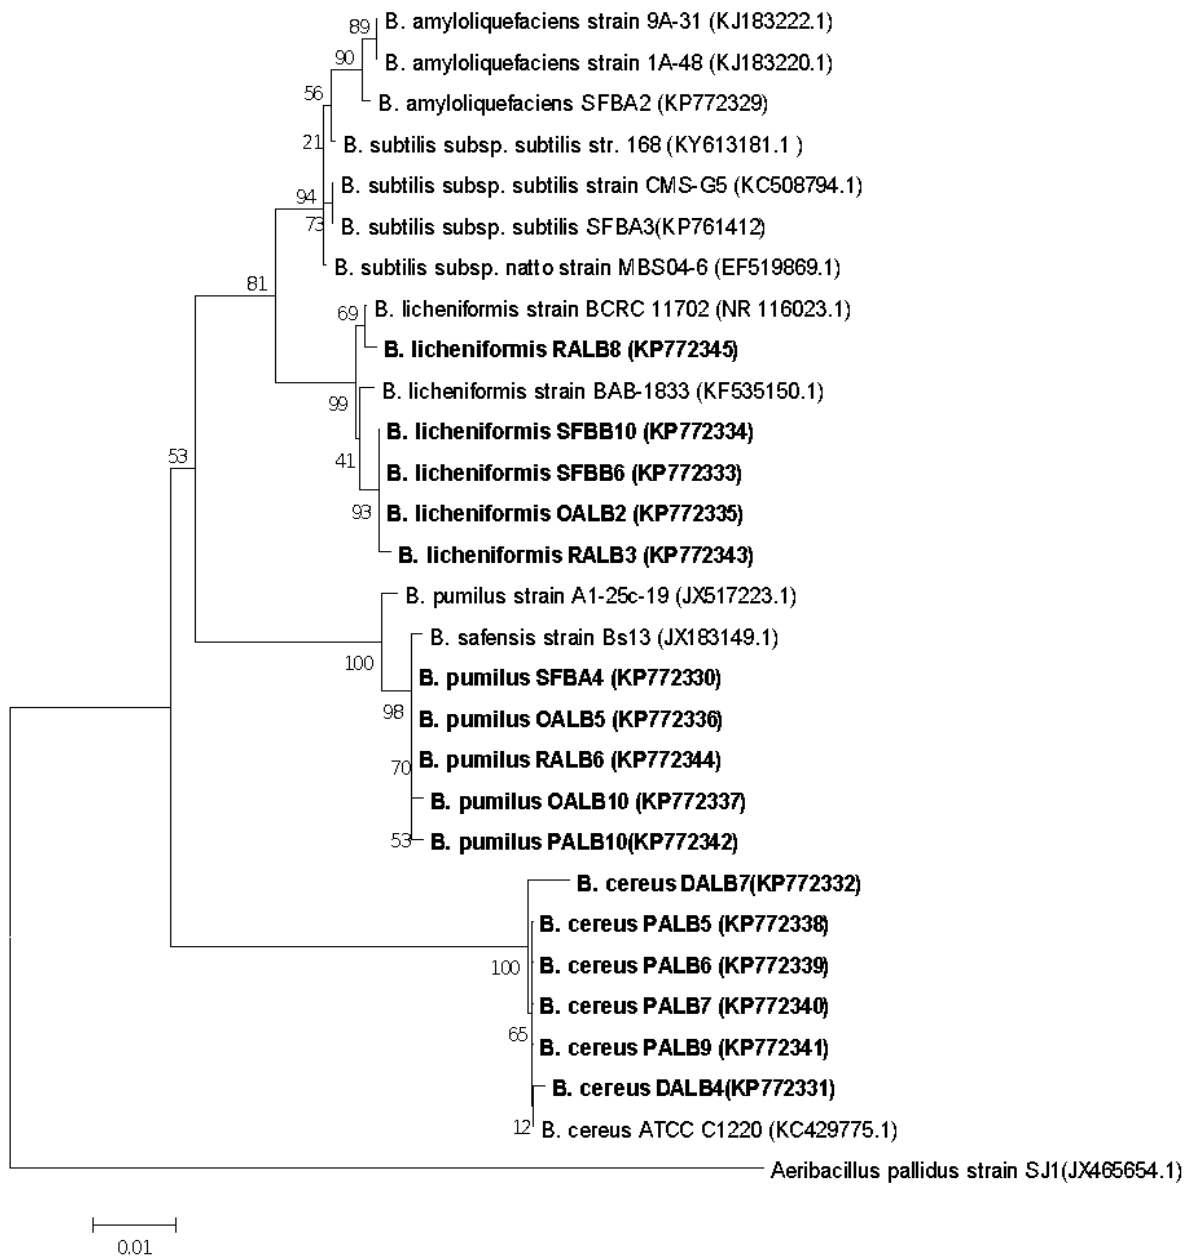 89
B. amyloliquefaciens strain 9A-31 (KJ183222.1)
90
B. amyloliquefaciens strain 1A-48 (KJ183220.1)
56
B. amyloliquefaciens SFBA2 (KP772329)
21
B. subtilis subsp. subtilis str. 168 (KY613181.1 )
94
B. subtilis subsp. subtilis strain CMS-G5 (KC508794.1)
73
B. subtilis subsp. subtilis SFBA3(KP761412)
B. subtilis subsp. natto strain MBS04-6 (EF519869.1)
81
69
B. licheniformis strain BCRC 11702 (NR 116023.1)
B. licheniformis RALB8 (KP772345)
99
B. licheniformis strain BAB-1833 (KF535150.1)
B. licheniformis SFBB10 (KP772334)
53
41
B. licheniformis SFBB6 (KP772333)
93
B. licheniformis OALB2 (KP772335)
B. licheniformis RALB3 (KP772343)
B. pumilus strain A1-25c-19 (JX517223.1)
B. safensis strain Bs13 (JX183149.1)
100
B. pumilus SFBA4 (KP772330)
98
B. pumilus OALB5 (KP772336)
70
B. pumilus RALB6 (KP772344)
B. pumilus OALB10 (KP772337)
53
B. pumilus PALB10(KP772342)
B. cereus DALB7(KP772332)
B. cereus PALB5 (KP772338)
100
B. cereus PALB6 (KP772339)
B. cereus PALB7 (KP772340)
65
B. cereus PALB9 (KP772341)
B. cereus DALB4(KP772331)
12
B. cereus ATCC C1220 (KC429775.1)
Aeribacillus pallidus strain SJ1(JX465654.1)
0.01